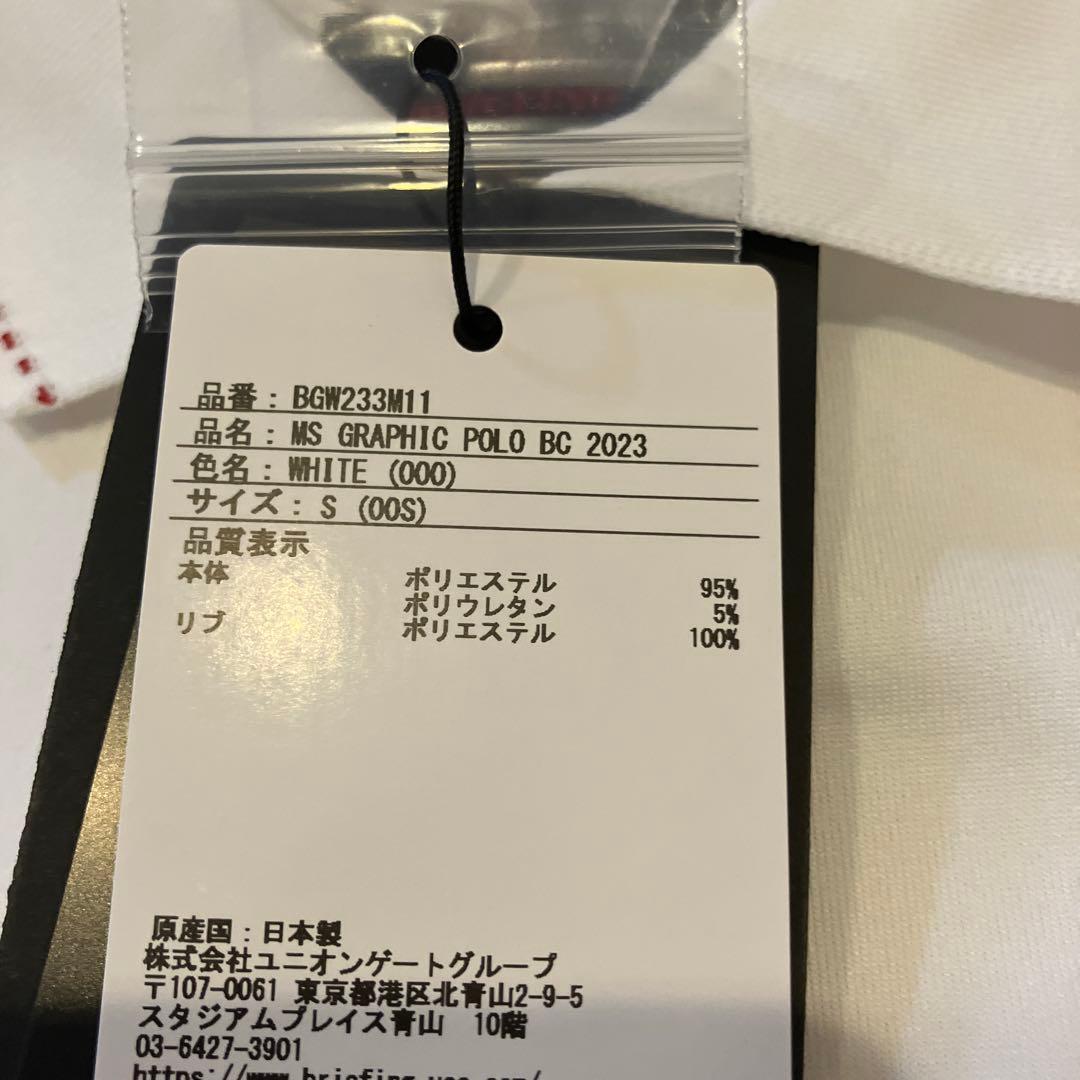 品番 : BGW233M11
品名 : MS GRAPHIC POLO BC 2023
色名 : WHITE (000)
サイズ : S (00S)
品質表示
本体 ポリエステル 95%
ポリウレタン 5%
リブ ポリエステル 100%
原産国 : 日本製
株式会社ユニオンゲートグループ
〒107-0061 東京都港区北青山2-9-5
スタジアムプレイス青山 10階
03-6427-3901
https://www.briefing-usa.com/